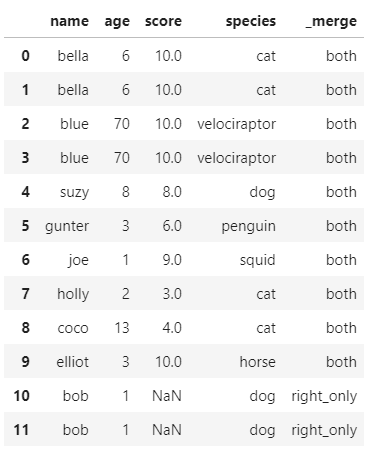 name age score species _merge
0 bella 6 10.0 cat both
1 bella 6 10.0 cat both
2 blue 70 10.0 velociraptor both
3 blue 70 10.0 velociraptor both
4 suzy 8 8.0 dog both
5 gunter 3 6.0 penguin both
6 joe 1 9.0 squid both
7 holly 2 3.0 cat both
8 coco 13 4.0 cat both
9 elliot 3 10.0 horse both
10 bob 1 NaN dog right_only
11 bob 1 NaN dog right_only